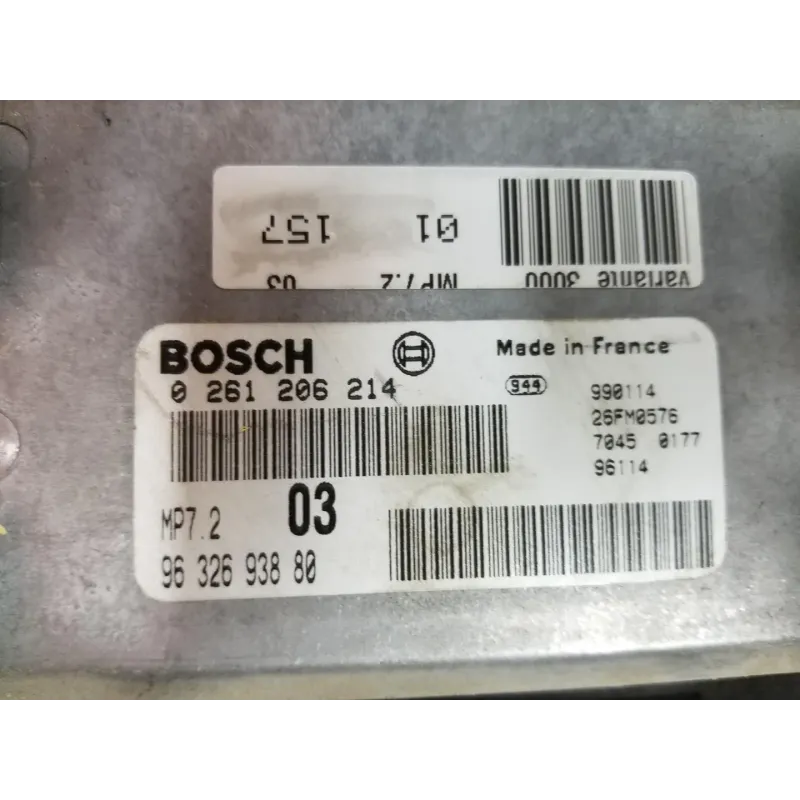 157 01
variante 3000 MP7.2 03
BOSCH Made in France
0 261 206 214 944 990114
26FM0576
7045 0177
96114
MP7.2 03
96 326 938 80